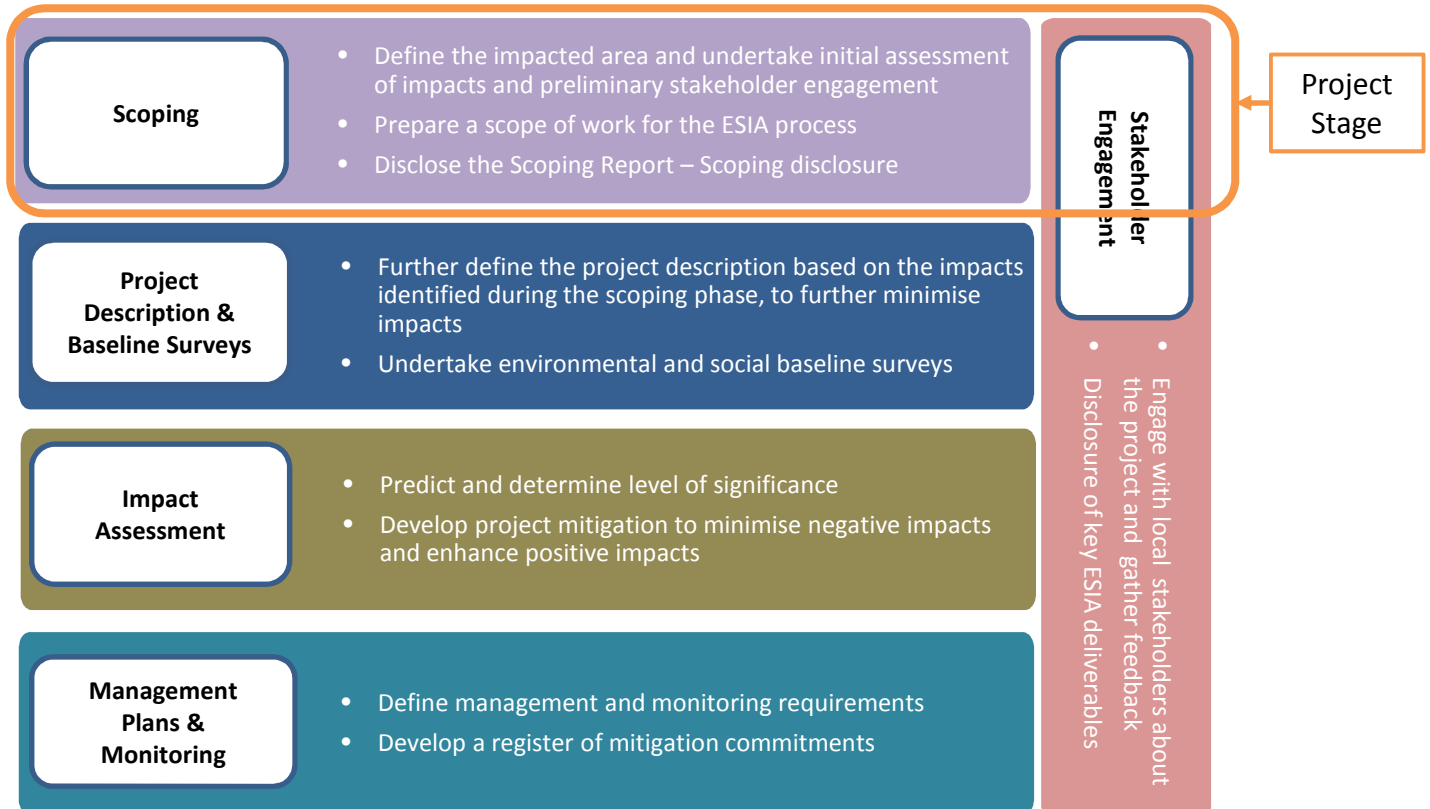 Scoping
• Define the impacted area and undertake initial assessment
of impacts and preliminary stakeholder engagement
• Prepare a scope of work for the ESIA process
• Disclose the Scoping Report – Scoping disclosure
Stakeholder
Engagement
Project
Stage
Project
Description &
Baseline Surveys
• Further define the project description based on the impacts
identified during the scoping phase, to further minimise
impacts
• Undertake environmental and social baseline surveys
• Engage with local stakeholders about
the project and gather feedback
• Disclosure of key ESIA deliverables
Impact
Assessment
• Predict and determine level of significance
• Develop project mitigation to minimise negative impacts
and enhance positive impacts
Management
Plans &
Monitoring
• Define management and monitoring requirements
• Develop a register of mitigation commitments